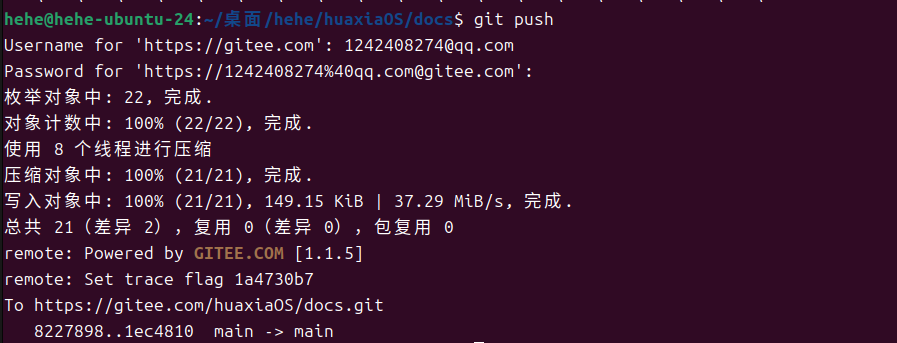 hehe@hehe-ubuntu-24:~/桌面/hehe/huaxiaOS/docs$ git push
Username for 'https://gitee.com': 1242408274@qq.com
Password for 'https://1242408274%40qq.com@gitee.com':
枚举对象中: 22, 完成.
对象计数中: 100% (22/22), 完成.
使用 8 个线程进行压缩
压缩对象中: 100% (21/21), 完成.
写入对象中: 100% (21/21), 149.15 KiB | 37.29 MiB/s, 完成.
总共 21（差异 2），复用 0（差异 0），包复用 0
remote: Powered by GITEE.COM [1.1.5]
remote: Set trace flag 1a4730b7
To https://gitee.com/huaxiaOS/docs.git
   8227898..1ec4810  main -> main